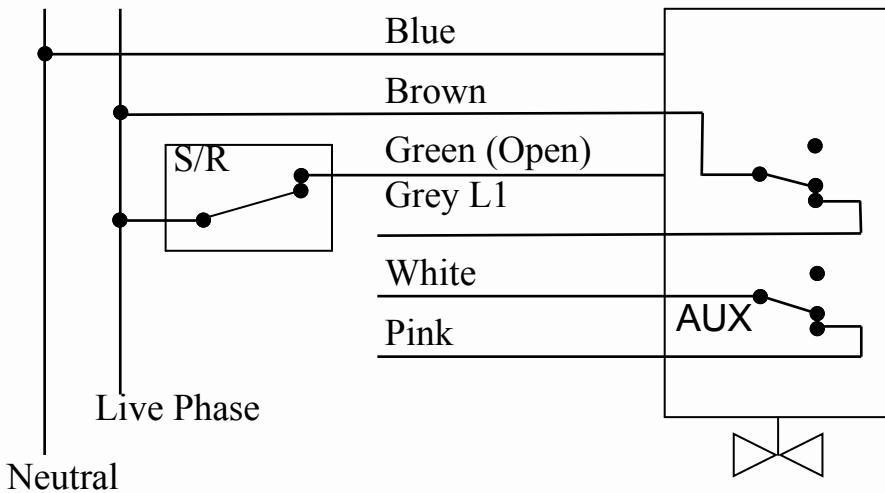 Blue
Brown
S/R
Green (Open)
Grey L1
White
AUX
Pink
Live Phase
Neutral